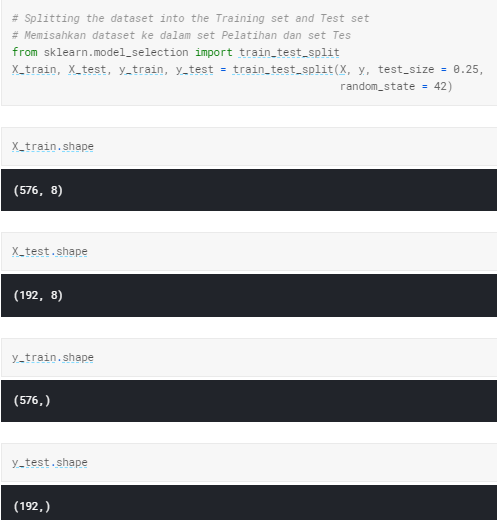 # Splitting the dataset into the Training set and Test set
# Memisahkan dataset ke dalam set Pelatihan dan set Tes
from sklearn.model_selection import train_test_split
X_train, X_test, y_train, y_test = train_test_split(X, y, test_size = 0.25,
random_state = 42)
X_train.shape
(576, 8)
X_test.shape
(192, 8)
y_train.shape
(576,)
y_test.shape
(192,)